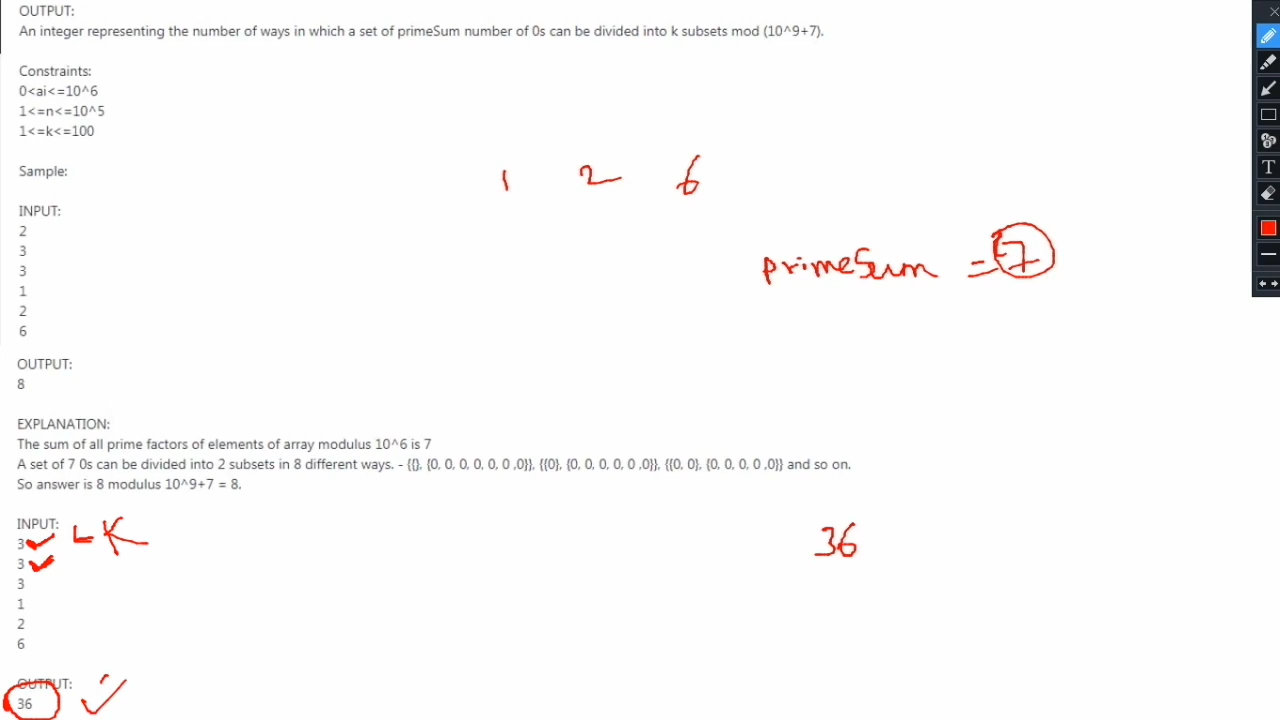 OUTPUT:
An integer representing the number of ways in which a set of primeSum number of 0s can be divided into k subsets mod (10^9+7).
Constraints:
0<ai<=10^6
1<=n<=10^5
1<=k<=100
Sample:
1 2 6
INPUT:
2
3
primeSum = 7
3
1
2
6
OUTPUT:
8
EXPLANATION:
The sum of all prime factors of elements of array modulus 10^6 is 7
A set of 7 0s can be divided into 2 subsets in 8 different ways. - {{}, {0, 0, 0, 0, 0, 0 ,0}}, {{0}, {0, 0, 0, 0, 0 ,0}}, {{0, 0}, {0, 0, 0, 0 ,0}} and so on.
So answer is 8 modulus 10^9+7 = 8.
INPUT:
3 K
36
3
3
1
2
6
OUTPUT:
36